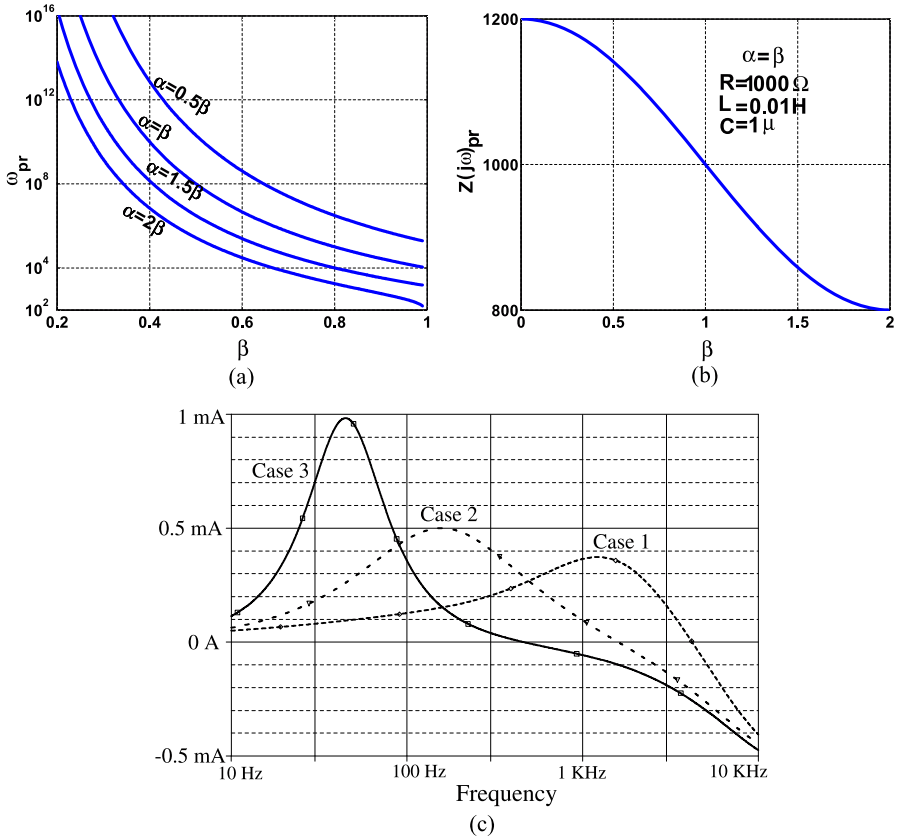 10^16
10^12
10^8
10^4
10^2
ω_pr
α=0.5β
α=β
α=1.5β
α=2β
0.2 0.4 0.6 0.8 1
β
(a)
1200
1000
800
Z(jω)_pr
α=β
R=1000Ω
L=0.01H
C=1μ
0 0.5 1 1.5 2
β
(b)
1 mA
0.5 mA
0 A
-0.5 mA
Case 3
Case 2
Case 1
10 Hz 100 Hz 1 KHz 10 KHz
Frequency
(c)